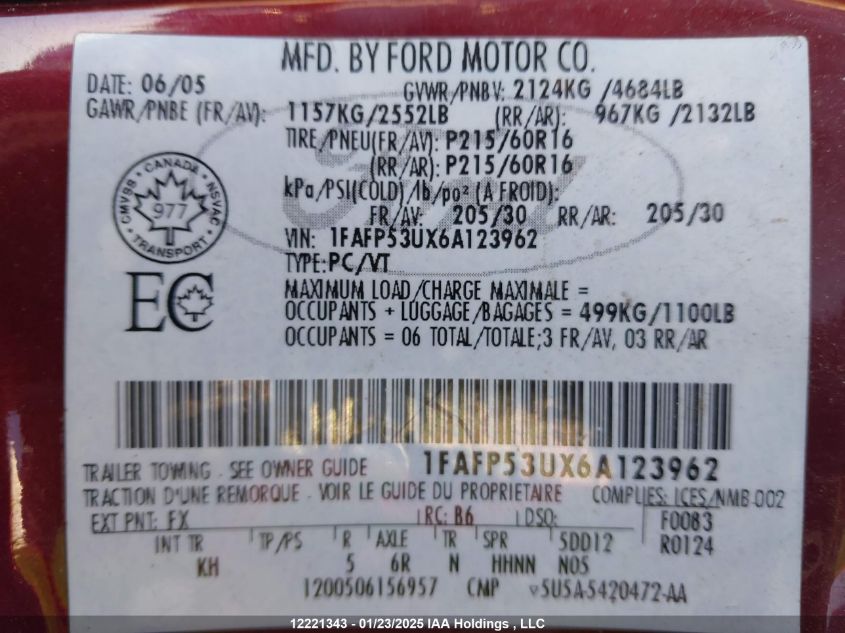 MFD. BY FORD MOTOR CO.
DATE: 06/05
GVWR/PNBV: 2124KG /4684LB
GAWR/PNBE (FR/AV): 1157KG/2552LB (RR/AR): 967KG /2132LB
TIRE/PNEU(FR/AV): P215/60R16
(RR/AR): P215/60R16
kPa/PSI(COLD)/lb/po² (A FROID):
FR/AV: 205/30 RR/AR: 205/30
VIN: 1FAFP53UX6A123962
TYPE:PC/VT
MAXIMUM LOAD/CHARGE MAXIMALE =
OCCUPANTS + LUGGAGE/BAGAGES = 499KG/1100LB
OCCUPANTS = 06 TOTAL/TOTALE;3 FR/AV, 03 RR/AR
CANADA
CMVSS NSVAC
977
TRANSPORT
EC
1FAFP53UX6A123962
TRAILER TOWING - SEE OWNER GUIDE
TRACTION D'UNE REMORQUE - VOIR LE GUIDE DU PROPRIETAIRE
COMPLIES: ICES/NMB-002
EXT PNT: FX RC: B6 DSO: F0083
INT TR TP/PS R AXLE TR SPR 5DD12 R0124
KH 5 6R N HHNN NO5
1200506156957 CMP v5U5A-5420472-AA
12221343 - 01/23/2025 IAA Holdings , LLC